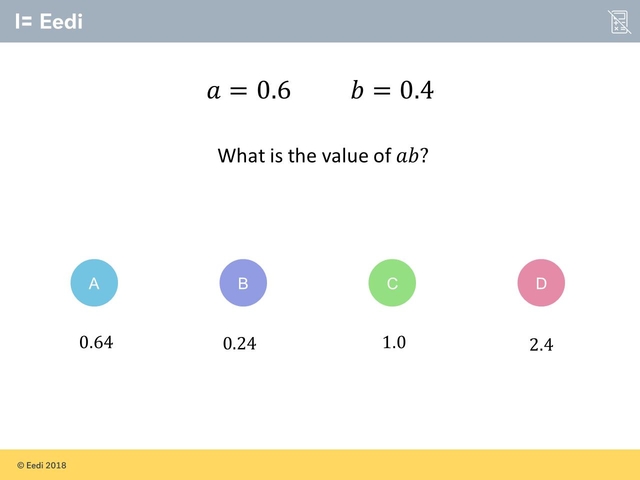 Eedi
a = 0.6 b = 0.4
What is the value of ab?
A B C D
0.64 0.24 1.0 2.4
© Eedi 2018